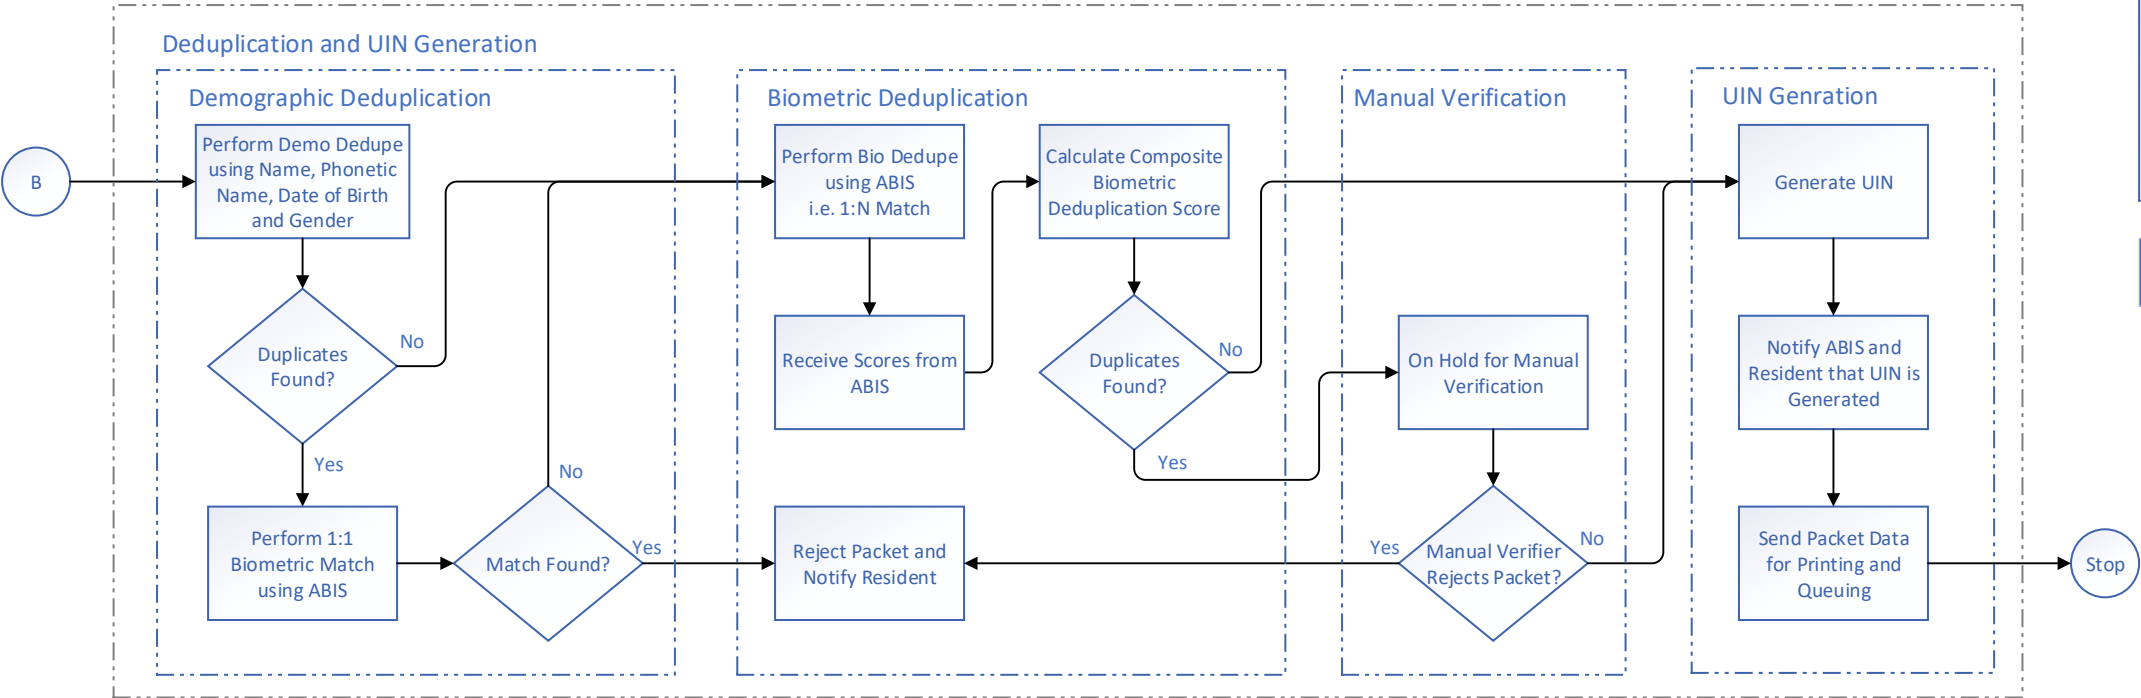 Deduplication and UIN Generation
Demographic Deduplication
B
Perform Demo Dedupe
using Name, Phonetic
Name, Date of Birth
and Gender
Duplicates
Found?
No
Yes
Perform 1:1
Biometric Match
using ABIS
Match Found?
No
Yes
Biometric Deduplication
Perform Bio Dedupe
using ABIS
i.e. 1:N Match
Receive Scores from
ABIS
Calculate Composite
Biometric
Deduplication Score
Duplicates
Found?
No
Yes
Reject Packet and
Notify Resident
Manual Verification
On Hold for Manual
Verification
Manual Verifier
Rejects Packet?
Yes
No
UIN Genration
Generate UIN
Notify ABIS and
Resident that UIN is
Generated
Send Packet Data
for Printing and
Queuing
Stop